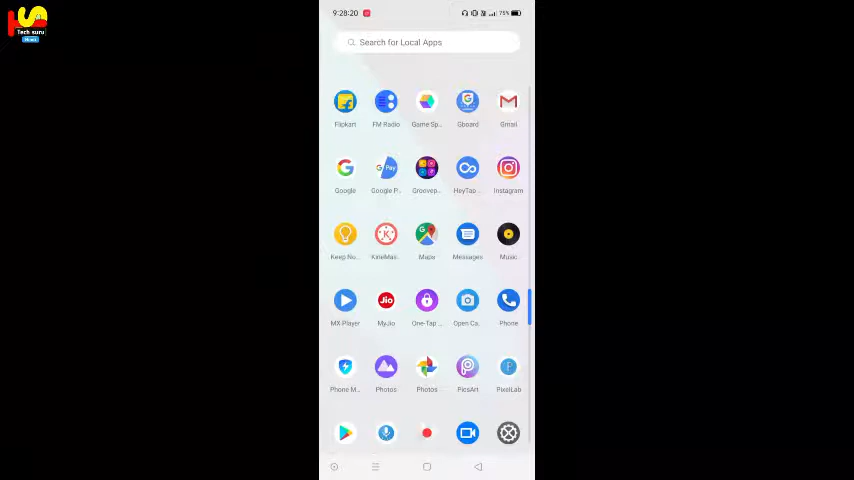 Tech suru
9:28:20
75%
Search for Local Apps
Flipkart
FM Radio
Game Sp...
Gboard
Gmail
Google
Google P...
Groovep...
HeyTap ...
Instagram
Keep No...
KineMas...
Maps
Messages
Music
MX Player
MyJio
One-Tap ...
Open Ca...
Phone
Phone M...
Photos
Photos
PicsArt
PixelLab